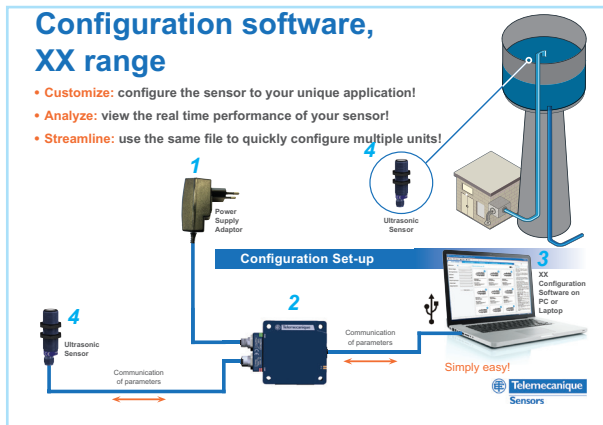 Configuration software,
XX range
• Customize: configure the sensor to your unique application!
• Analyze: view the real time performance of your sensor!
• Streamline: use the same file to quickly configure multiple units!
4
Ultrasonic
Sensor
1
Power
Supply
Adaptor
Configuration Set-up
3
XX
Configuration
Software on
PC or
Laptop
2
Telemecanique
4
Ultrasonic
Sensor
Communication
of parameters
Communication
of parameters
Simply easy!
Telemecanique
Sensors